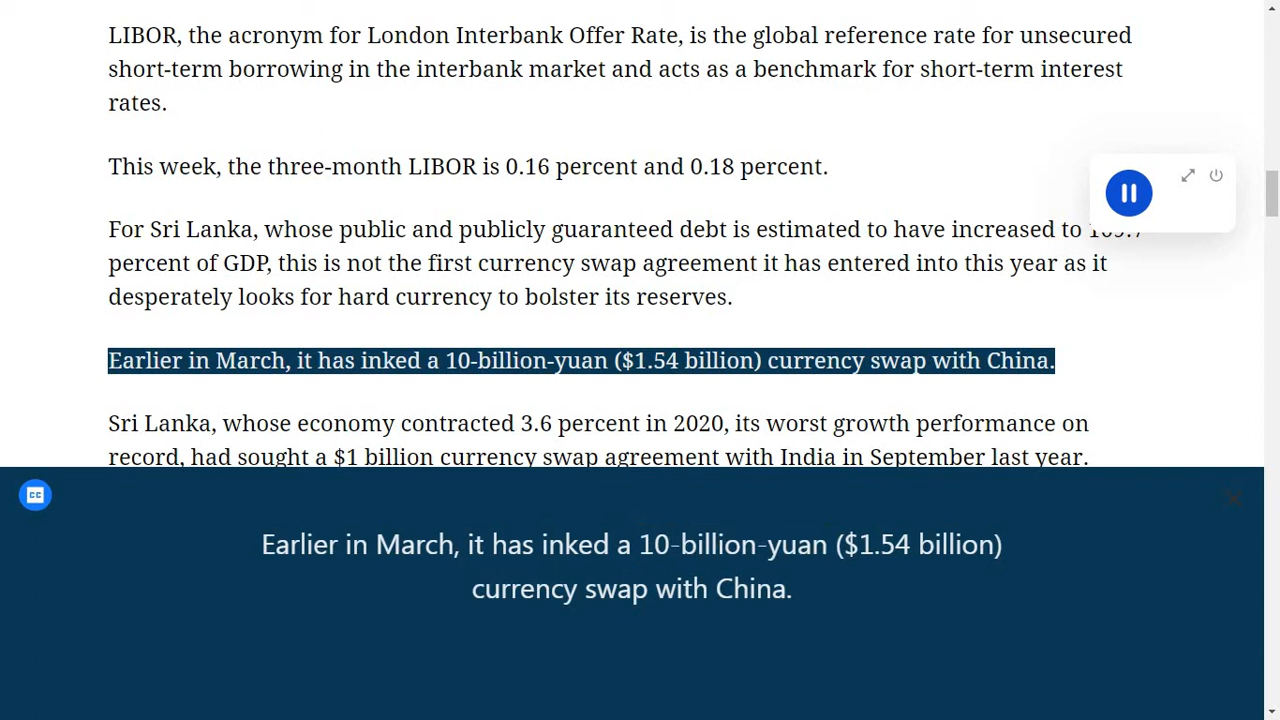 LIBOR, the acronym for London Interbank Offer Rate, is the global reference rate for unsecured
short-term borrowing in the interbank market and acts as a benchmark for short-term interest
rates.
This week, the three-month LIBOR is 0.16 percent and 0.18 percent.
For Sri Lanka, whose public and publicly guaranteed debt is estimated to have increased to
percent of GDP, this is not the first currency swap agreement it has entered into this year as it
desperately looks for hard currency to bolster its reserves.
Earlier in March, it has inked a 10-billion-yuan ($1.54 billion) currency swap with China.
Sri Lanka, whose economy contracted 3.6 percent in 2020, its worst growth performance on
record, had sought a $1 billion currency swap agreement with India in September last year.
CC
Earlier in March, it has inked a 10-billion-yuan ($1.54 billion)
currency swap with China.